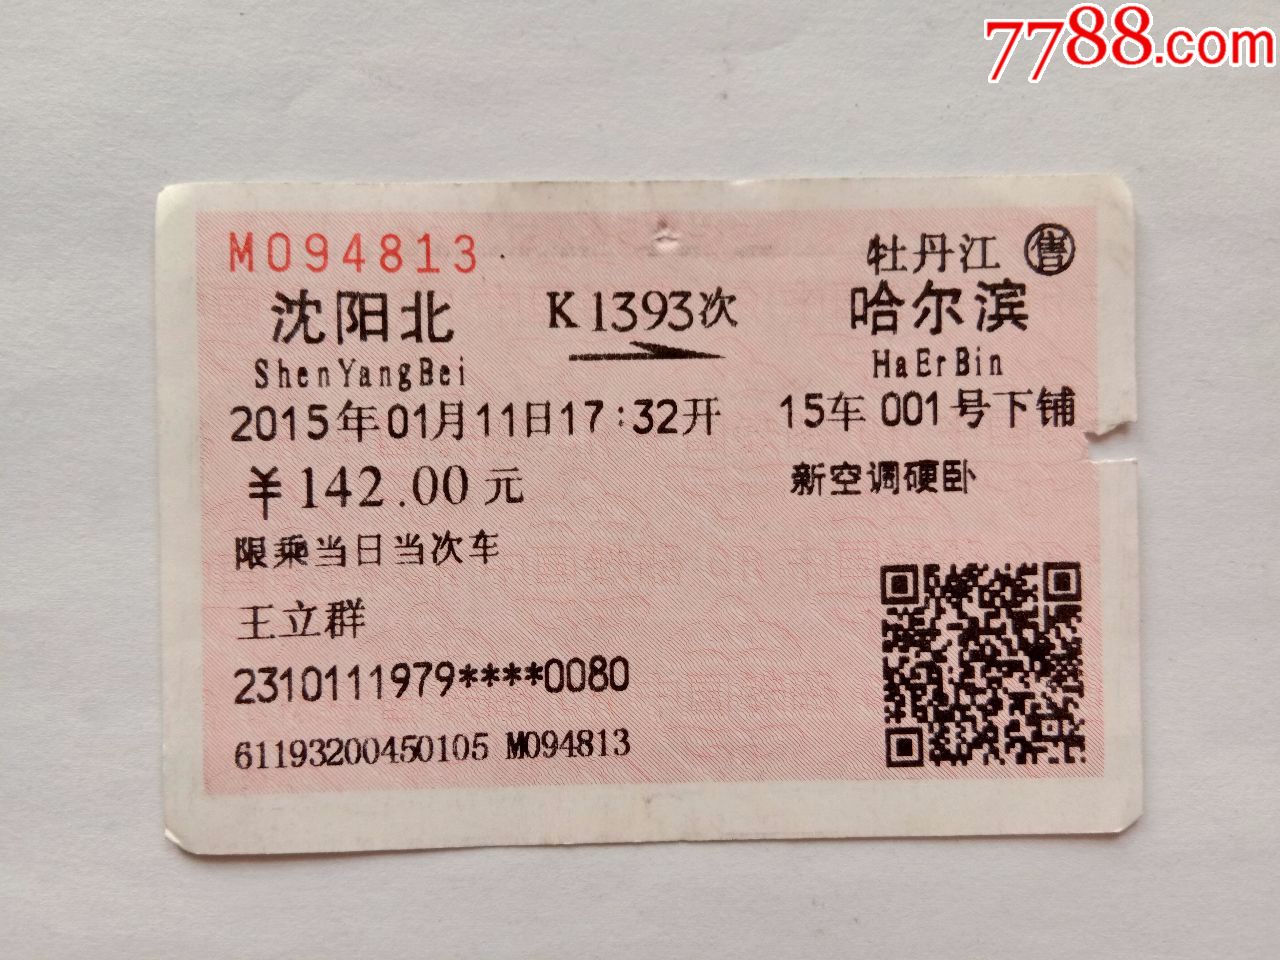 7788.com
M094813
牡丹江 售
沈阳北 K1393次 哈尔滨
ShenYangBei HaErBin
2015年01月11日17:32开 15车001号下铺
￥142.00元 新空调硬卧
限乘当日当次车
王立群
2310111979****0080
61193200450105 M094813